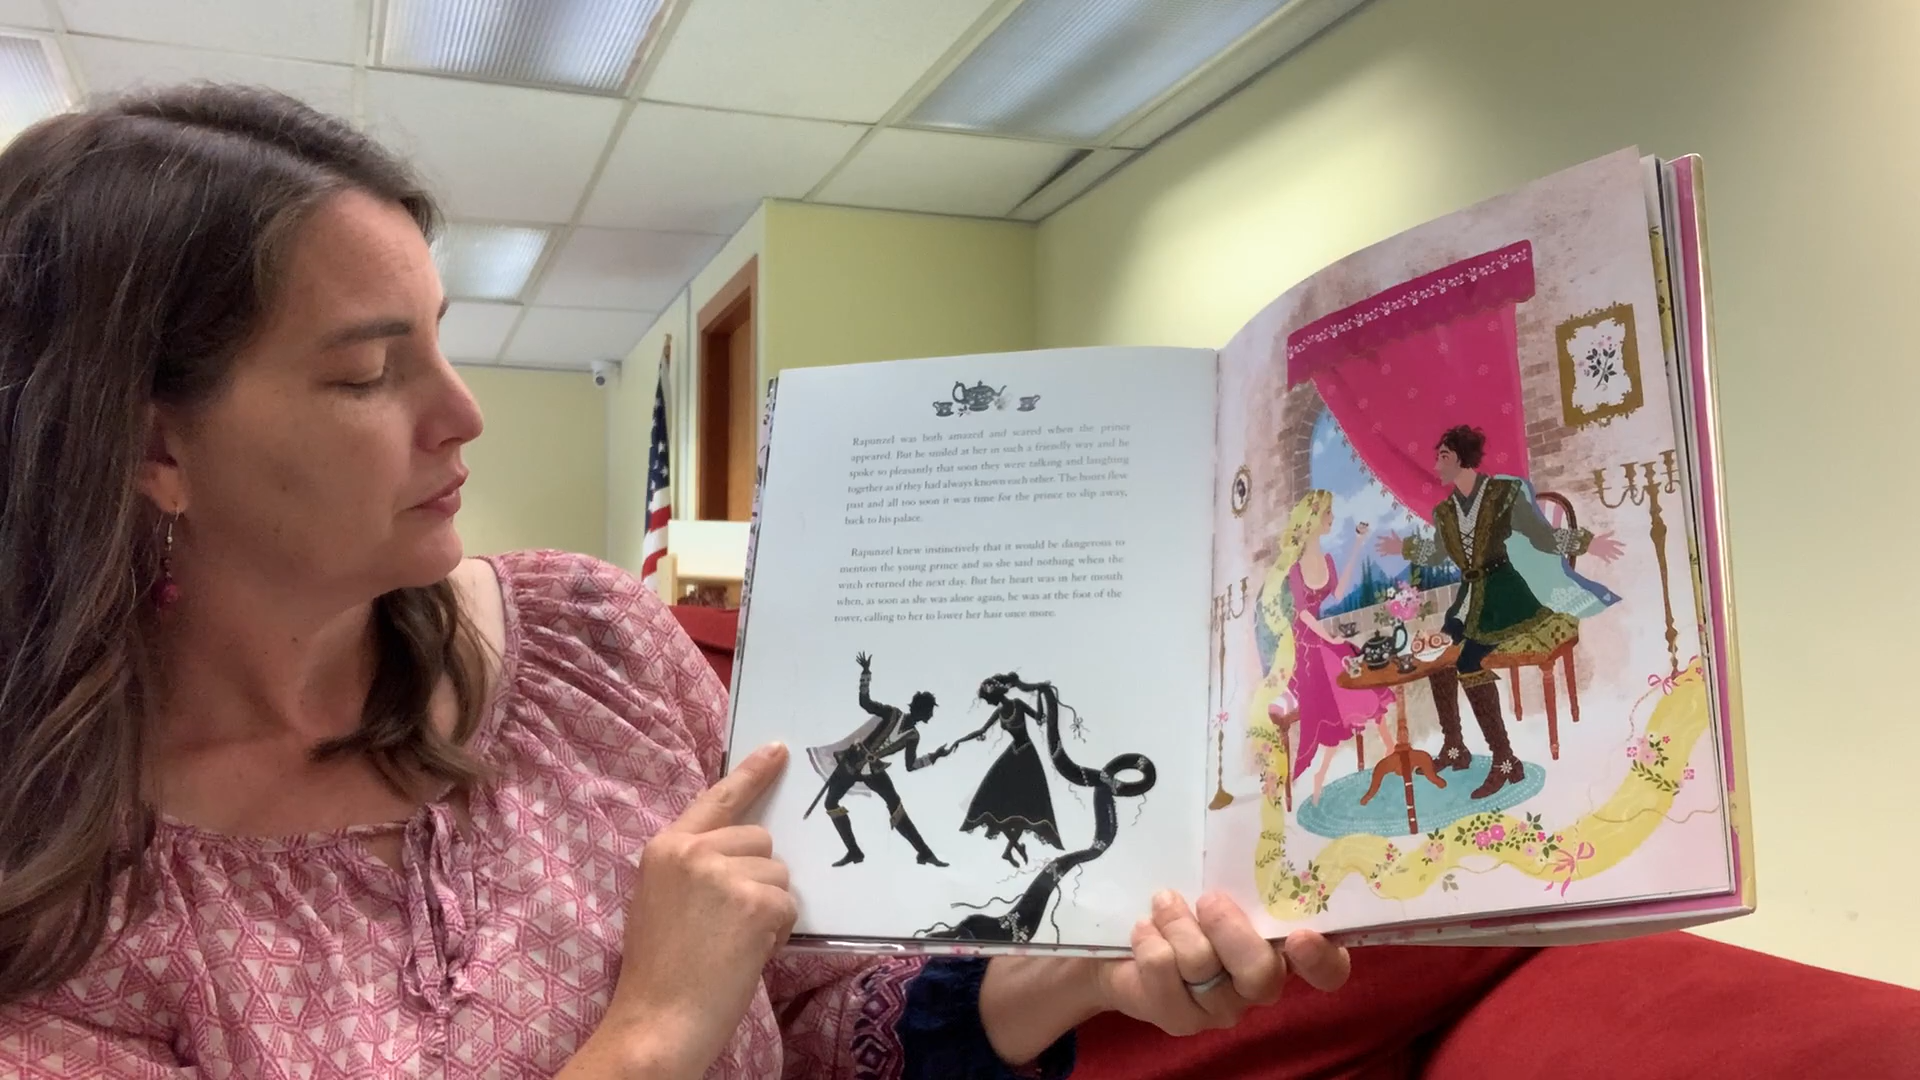 Rapunzel was both amazed and scared when the prince
appeared. But he smiled at her in such a friendly way and he
spoke so pleasantly that soon they were talking and laughing
together as if they had always known each other. The hours flew
past and all too soon it was time for the prince to slip away,
back to his palace.
Rapunzel knew instinctively that it would be dangerous to
mention the young prince and so she said nothing when the
witch returned the next day. But her heart was in her mouth
when, as soon as she was alone again, he was at the foot of the
tower, calling to her to lower her hair once more.